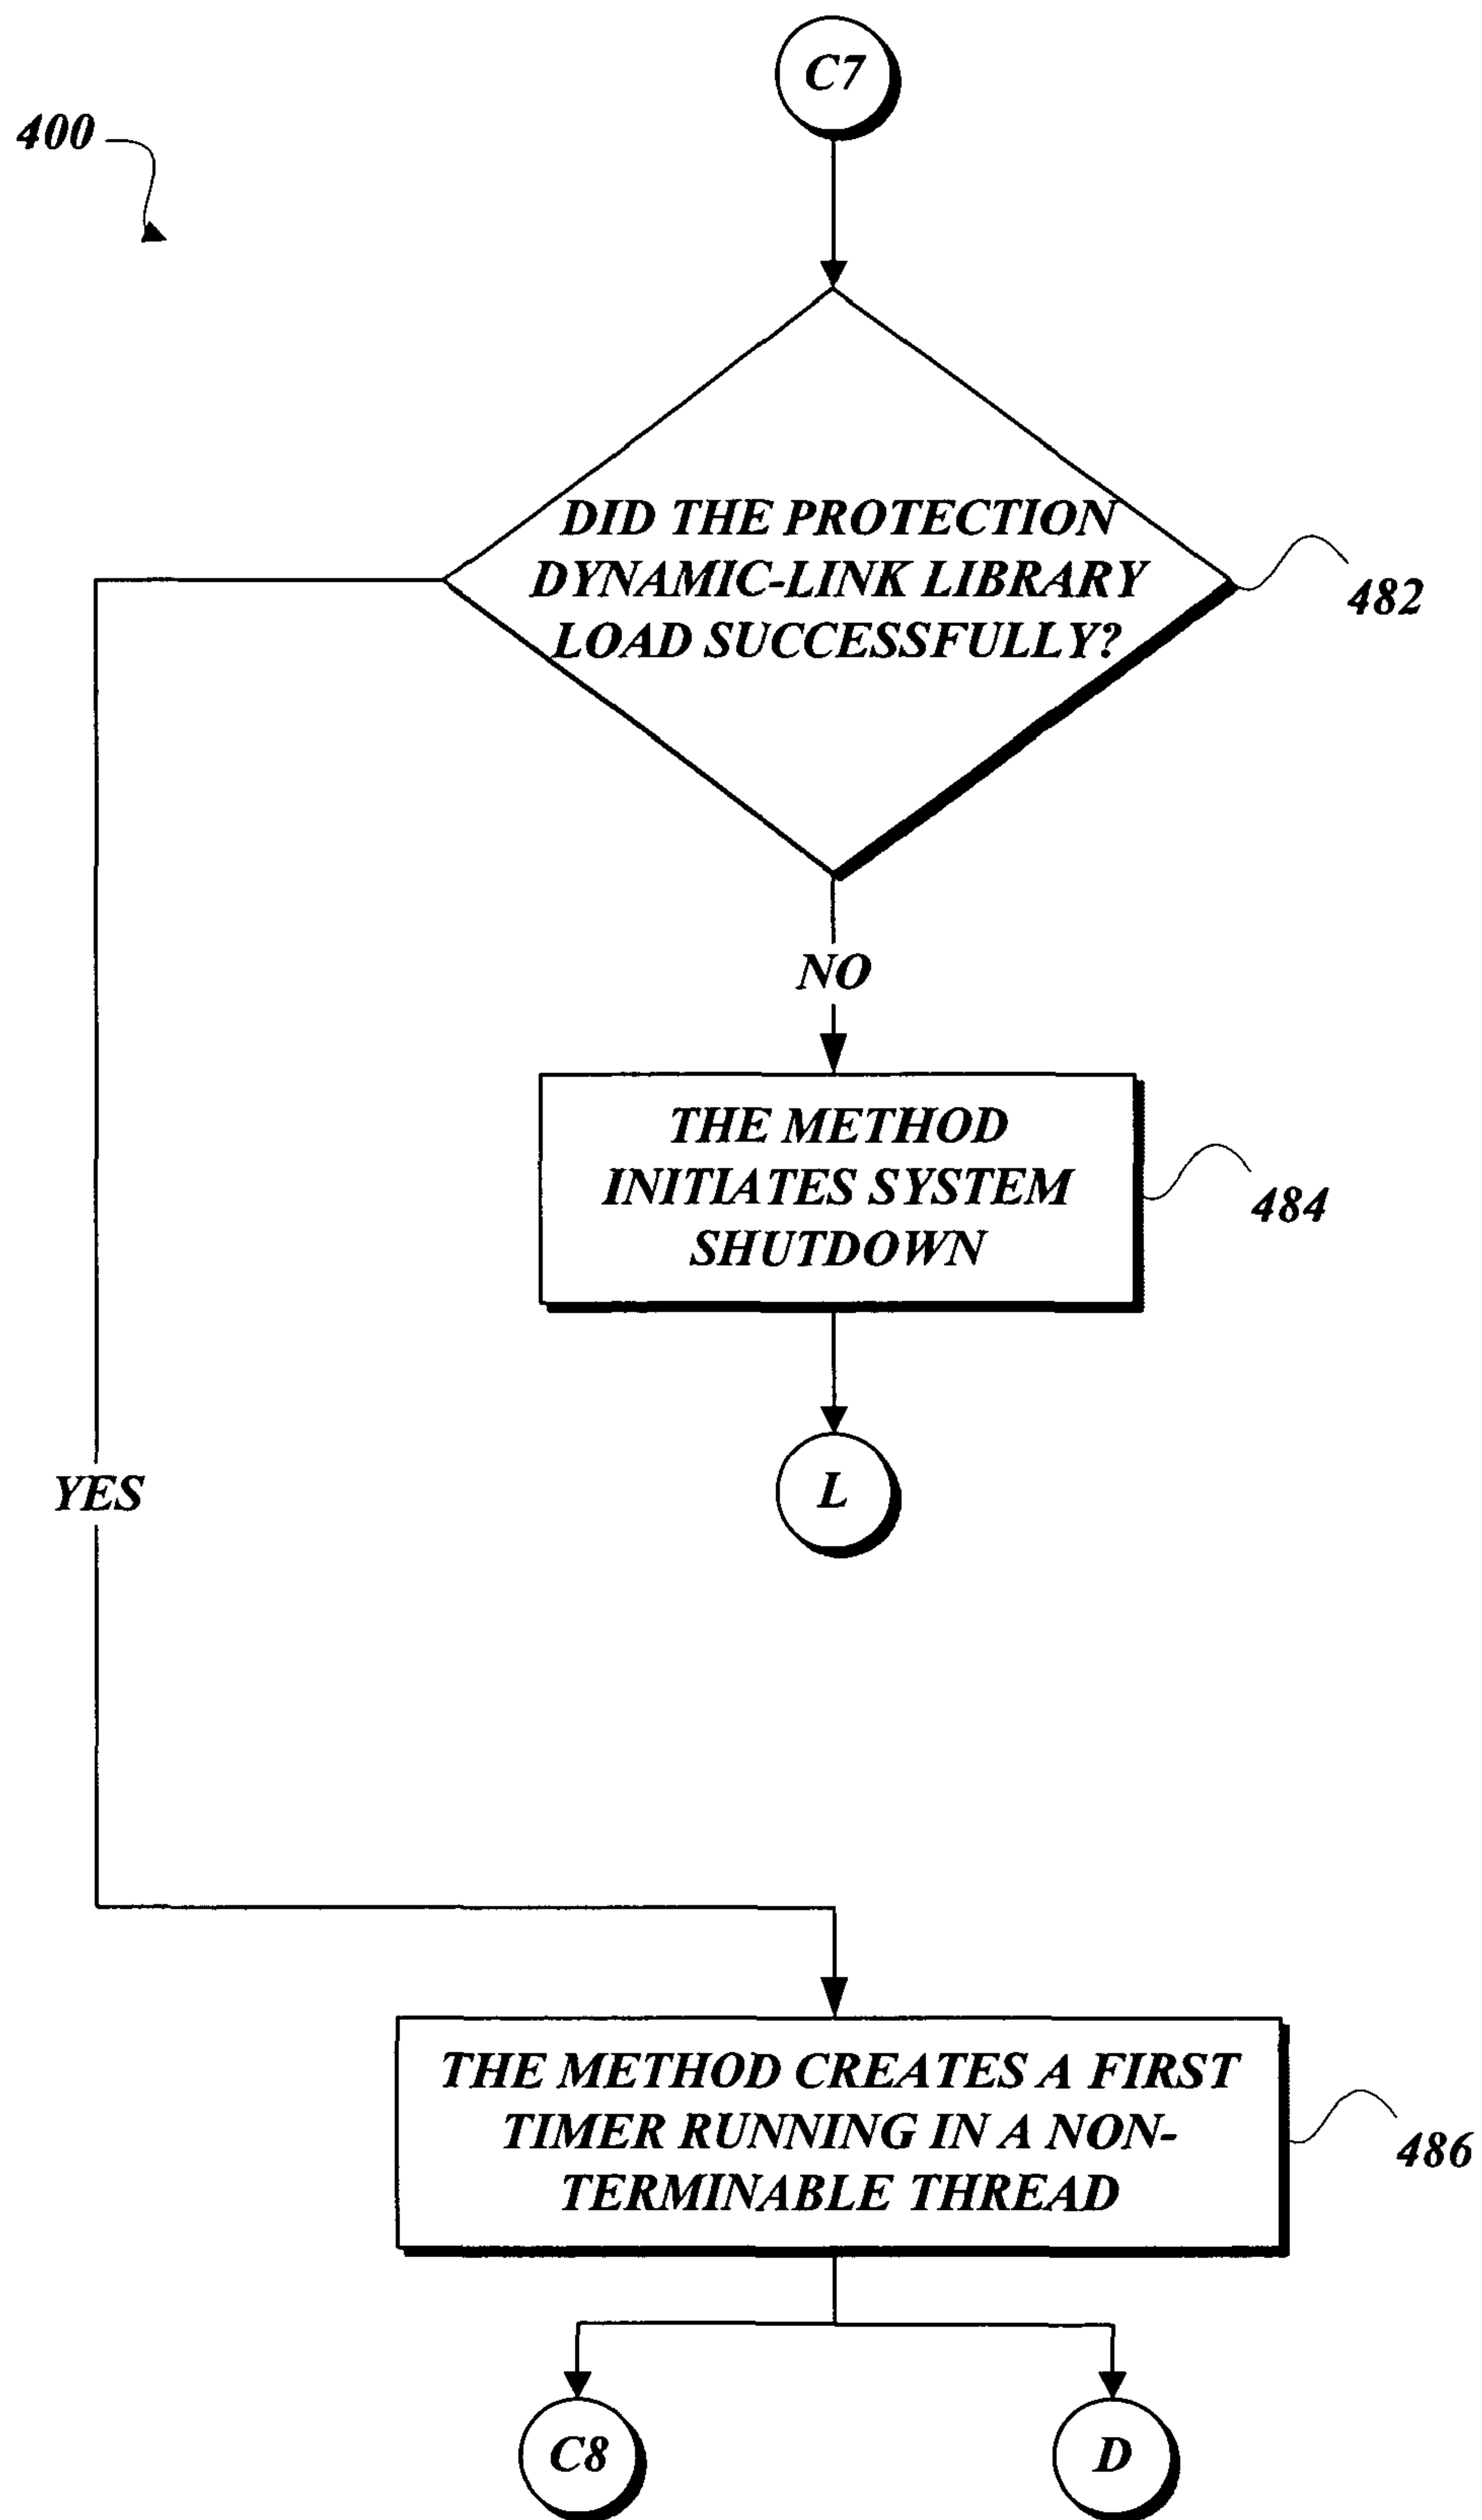 C7
400
DID THE PROTECTION
DYNAMIC-LINK LIBRARY
LOAD SUCCESSFULLY?
482
NO
THE METHOD
INITIATES SYSTEM
SHUTDOWN
484
L
YES
THE METHOD CREATES A FIRST
TIMER RUNNING IN A NON-
TERMINABLE THREAD
486
C8
D